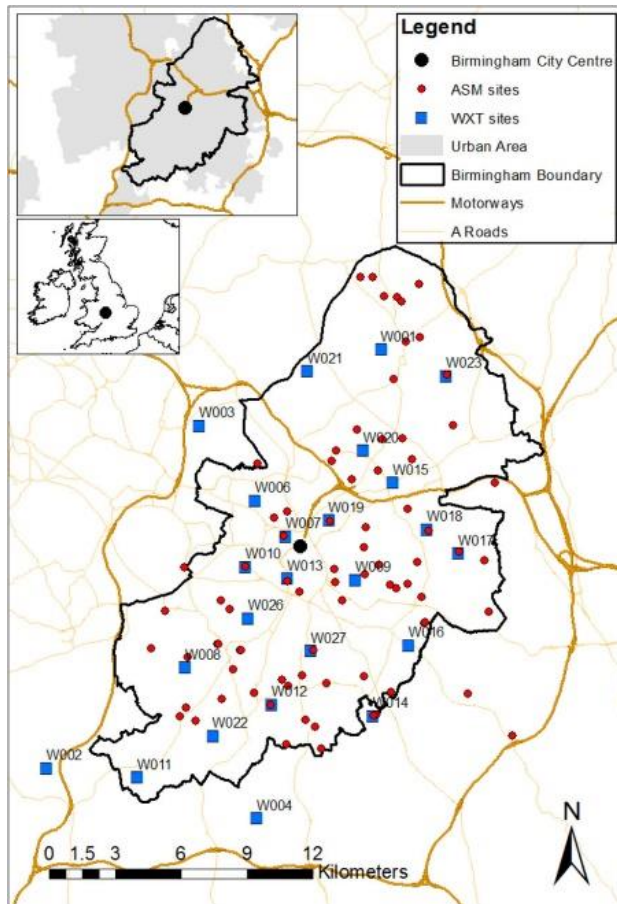 Legend
Birmingham City Centre
ASM sites
WXT sites
Urban Area
Birmingham Boundary
Motorways
A Roads
W001
W021
W023
W003
W020
W015
W006
W019
W007
W018
W017
W010
W013
W009
W026
W016
W027
W008
W012
W014
W022
W002
W011
W004
N
0 1.5 3 6 9 12
Kilometers